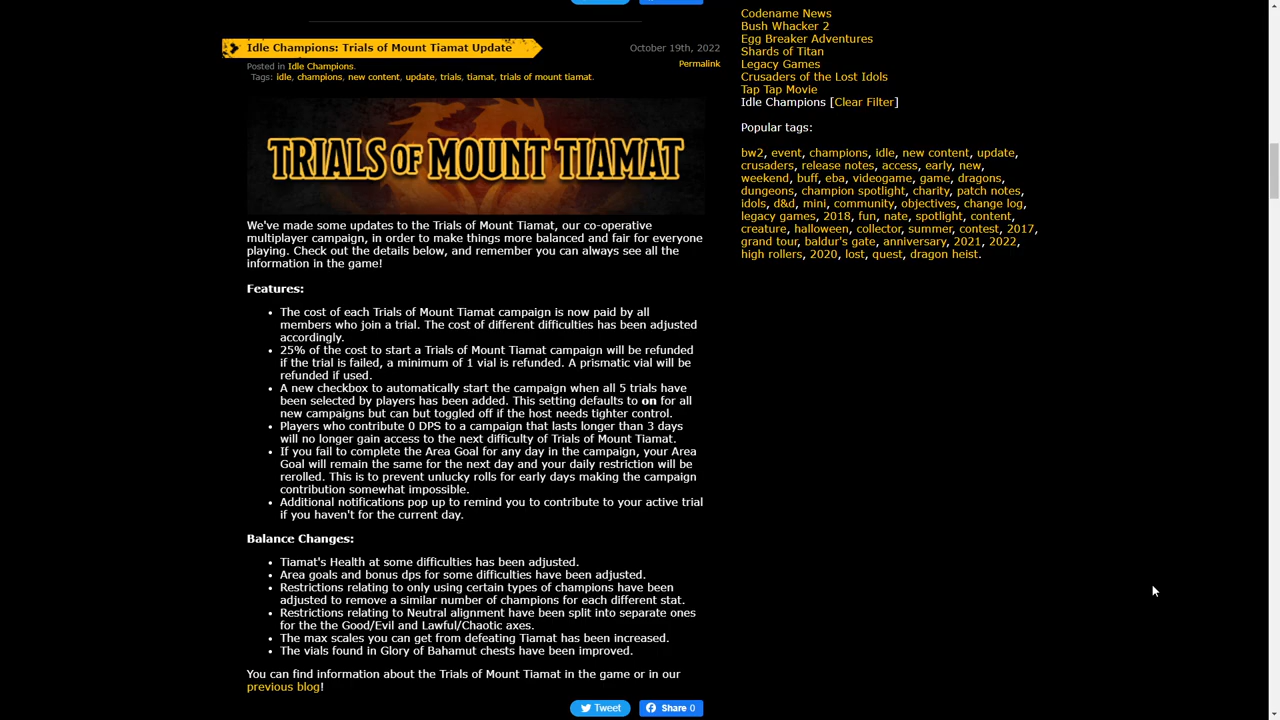 Idle Champions: Trials of Mount Tiamat Update
October 19th, 2022
Posted in Idle Champions.
Permalink
Tags: idle, champions, new content, update, trials, tiamat, trials of mount tiamat.
TRIALS OF MOUNT TIAMAT
We've made some updates to the Trials of Mount Tiamat, our co-operative
multiplayer campaign, in order to make things more balanced and fair for everyone
playing. Check out the details below, and remember you can always see all the
information in the game!
Features:
• The cost of each Trials of Mount Tiamat campaign is now paid by all
members who join a trial. The cost of different difficulties has been adjusted
accordingly.
• 25% of the cost to start a Trials of Mount Tiamat campaign will be refunded
if the trial is failed, a minimum of 1 vial is refunded. A prismatic vial will be
refunded if used.
• A new checkbox to automatically start the campaign when all 5 trials have
been selected by players has been added. This setting defaults to on for all
new campaigns but can but toggled off if the host needs tighter control.
• Players who contribute 0 DPS to a campaign that lasts longer than 3 days
will no longer gain access to the next difficulty of Trials of Mount Tiamat.
• If you fail to complete the Area Goal for any day in the campaign, your Area
Goal will remain the same for the next day and your daily restriction will be
rerolled. This is to prevent unlucky rolls for early days making the campaign
contribution somewhat impossible.
• Additional notifications pop up to remind you to contribute to your active trial
if you haven't for the current day.
Balance Changes:
• Tiamat's Health at some difficulties has been adjusted.
• Area goals and bonus dps for some difficulties have been adjusted.
• Restrictions relating to only using certain types of champions have been
adjusted to remove a similar number of champions for each different stat.
• Restrictions relating to Neutral alignment have been split into separate ones
for the the Good/Evil and Lawful/Chaotic axes.
• The max scales you can get from defeating Tiamat has been increased.
• The vials found in Glory of Bahamut chests have been improved.
You can find information about the Trials of Mount Tiamat in the game or in our
previous blog!
Tweet
Share 0
Codename News
Bush Whacker 2
Egg Breaker Adventures
Shards of Titan
Legacy Games
Crusaders of the Lost Idols
Tap Tap Movie
Idle Champions [Clear Filter]
Popular tags:
bw2, event, champions, idle, new content, update,
crusaders, release notes, access, early, new,
weekend, buff, eba, videogame, game, dragons,
dungeons, champion spotlight, charity, patch notes,
idols, d&d, mini, community, objectives, change log,
legacy games, 2018, fun, nate, spotlight, content,
creature, halloween, collector, summer, contest, 2017,
grand tour, baldur's gate, anniversary, 2021, 2022,
high rollers, 2020, lost, quest, dragon heist.